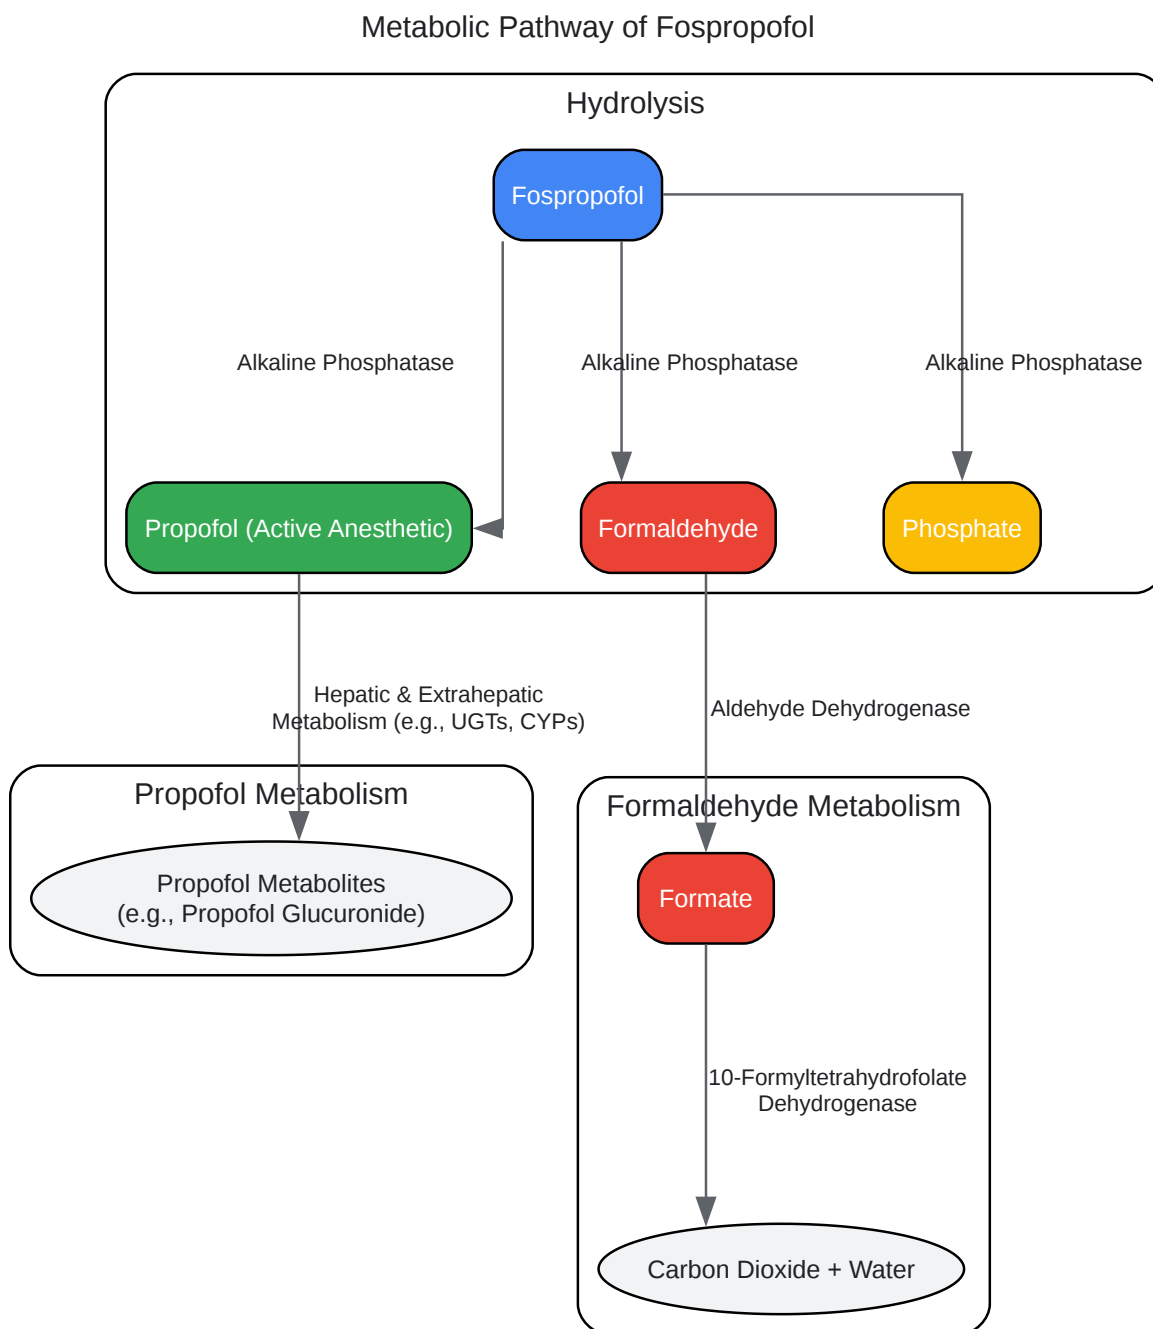 Metabolic Pathway of Fospropofol
Hydrolysis
Fospropofol
Alkaline Phosphatase
Alkaline Phosphatase
Alkaline Phosphatase
Propofol (Active Anesthetic)
Formaldehyde
Phosphate
Hepatic & Extrahepatic
Metabolism (e.g., UGTs, CYPs)
Aldehyde Dehydrogenase
Propofol Metabolism
Formaldehyde Metabolism
Propofol Metabolites
(e.g., Propofol Glucuronide)
Formate
10-Formyltetrahydrofolate
Dehydrogenase
Carbon Dioxide + Water